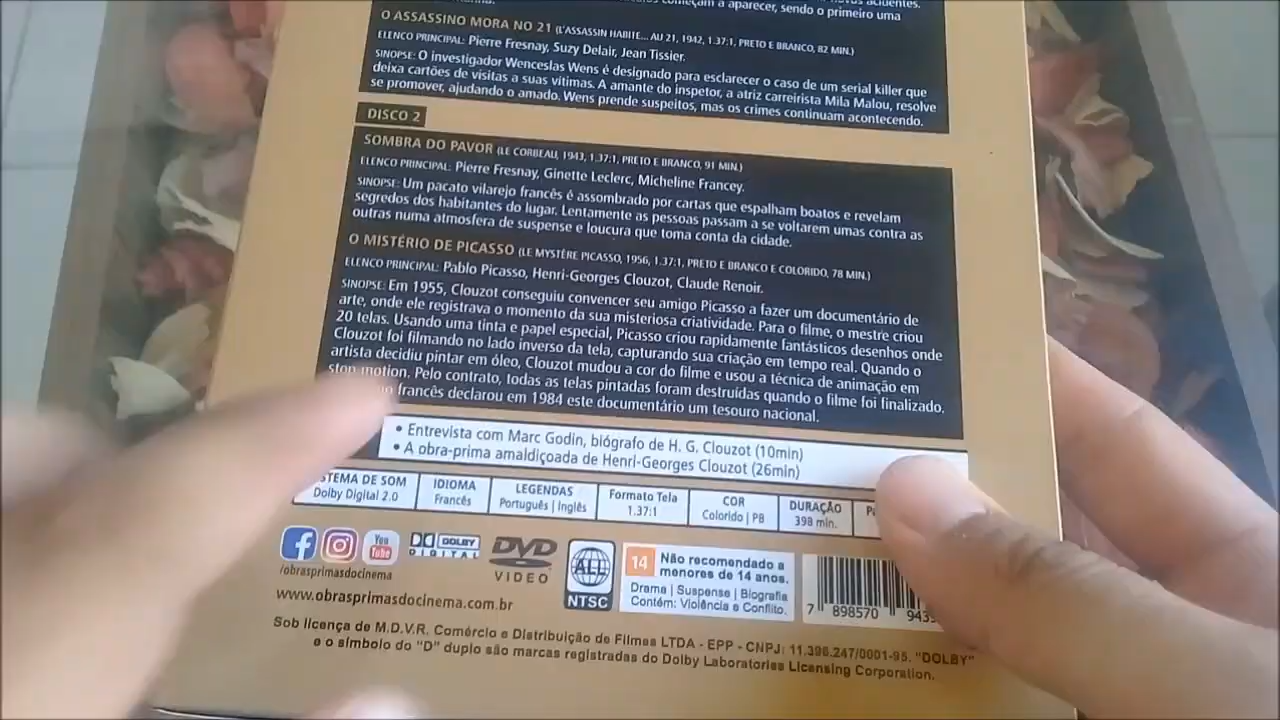 começam a aparecer, sendo o primeiro uma
O ASSASSINO MORA NO 21 (L'ASSASSIN HABITE... AU 21, 1942, 1.37:1, PRETO E BRANCO, 82 MIN.)
ELENCO PRINCIPAL: Pierre Fresnay, Suzy Delair, Jean Tissier.
SINOPSE: O investigador Wenceslas Wens é designado para esclarecer o caso de um serial killer que
deixa cartões de visitas a suas vítimas. A amante do inspetor, a atriz carreirista Mila Malou, resolve
se promover, ajudando o amado. Wens prende suspeitos, mas os crimes continuam acontecendo.
DISCO 2
SOMBRA DO PAVOR (LE CORBEAU, 1943, 1.37:1, PRETO E BRANCO, 91 MIN.)
ELENCO PRINCIPAL: Pierre Fresnay, Ginette Leclerc, Micheline Francey.
SINOPSE: Um pacato vilarejo francês é assombrado por cartas que espalham boatos e revelam
segredos dos habitantes do lugar. Lentamente as pessoas passam a se voltarem umas contra as
outras numa atmosfera de suspense e loucura que toma conta da cidade.
O MISTÉRIO DE PICASSO (LE MYSTÈRE PICASSO, 1956, 1.37:1, PRETO E BRANCO E COLORIDO, 78 MIN.)
ELENCO PRINCIPAL: Pablo Picasso, Henri-Georges Clouzot, Claude Renoir.
SINOPSE: Em 1955, Clouzot conseguiu convencer seu amigo Picasso a fazer um documentário de
arte, onde ele registrava o momento da sua misteriosa criatividade. Para o filme, o mestre criou
20 telas. Usando uma tinta e papel especial, Picasso criou rapidamente fantásticos desenhos onde
Clouzot foi filmando no lado inverso da tela, capturando sua criação em tempo real. Quando o
artista decidiu pintar em óleo, Clouzot mudou a cor do filme e usou a técnica de animação em
stop-motion. Pelo contrato, todas as telas pintadas foram destruídas quando o filme foi finalizado.
francês declarou em 1984 este documentário um tesouro nacional.
• Entrevista com Marc Godin, biógrafo de H. G. Clouzot (10min)
• A obra-prima amaldiçoada de Henri-Georges Clouzot (26min)
STEMA DE SOM IDIOMA LEGENDAS Formato Tela COR DURAÇÃO
Dolby Digital 2.0 Francês Português | Inglês 1.37:1 Colorido | PB 398 min.
You Tube DOLBY DIGITAL DVD VIDEO ALL NTSC
14 Não recomendado a
menores de 14 anos.
Drama | Suspense | Biografia
Contém: Violência e Conflito.
7 898570
/obrasprimasdocinema
www.obrasprimasdocinema.com.br
Sob licença de M.D.V.R. Comércio e Distribuição de Filmes LTDA - EPP - CNPJ: 11.396.247/0001-95. "DOLBY"
e o símbolo do "D" duplo são marcas registradas do Dolby Laboratories Licensing Corporation.